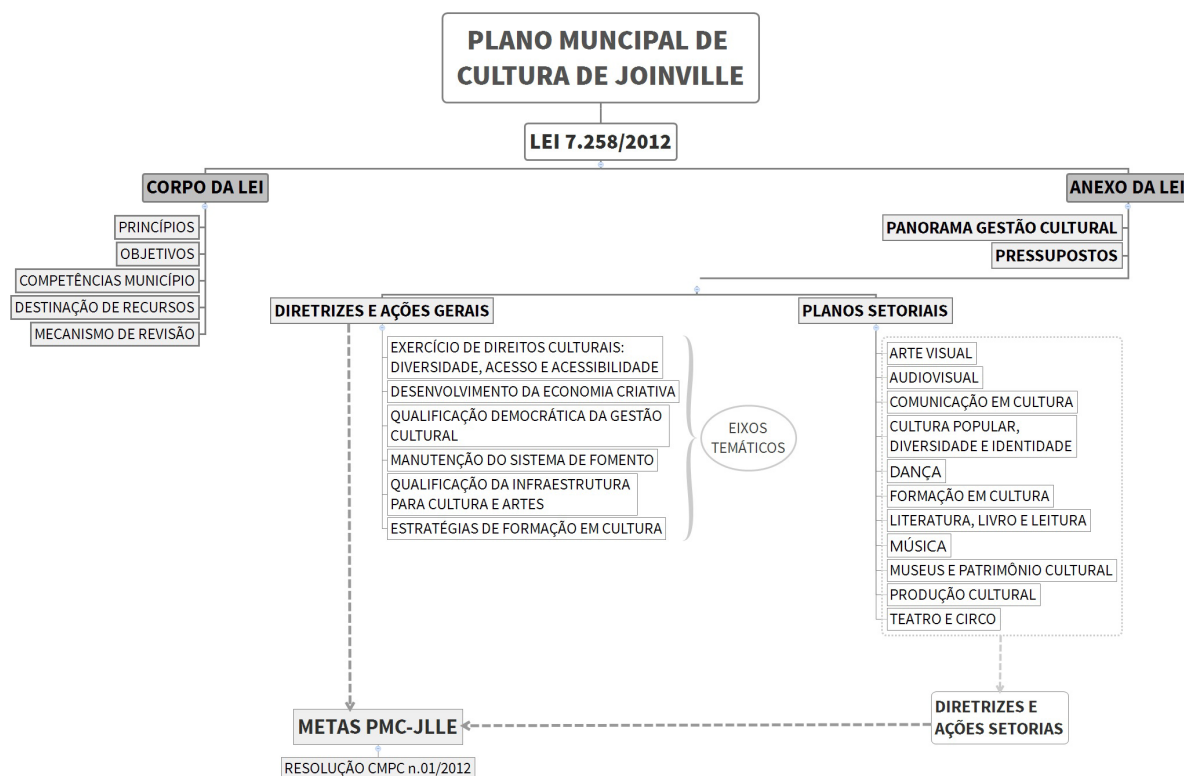 PLANO MUNCIPAL DE
CULTURA DE JOINVILLE
LEI 7.258/2012
CORPO DA LEI
PRINCÍPIOS
OBJETIVOS
COMPETÊNCIAS MUNICÍPIO
DESTINAÇÃO DE RECURSOS
MECANISMO DE REVISÃO
ANEXO DA LEI
PANORAMA GESTÃO CULTURAL
PRESSUPOSTOS
DIRETRIZES E AÇÕES GERAIS
EXERCÍCIO DE DIREITOS CULTURAIS:
DIVERSIDADE, ACESSO E ACESSIBILIDADE
DESENVOLVIMENTO DA ECONOMIA CRIATIVA
QUALIFICAÇÃO DEMOCRÁTICA DA GESTÃO
CULTURAL
MANUTENÇÃO DO SISTEMA DE FOMENTO
QUALIFICAÇÃO DA INFRAESTRUTURA
PARA CULTURA E ARTES
ESTRATÉGIAS DE FORMAÇÃO EM CULTURA
EIXOS
TEMÁTICOS
PLANOS SETORIAIS
ARTE VISUAL
AUDIOVISUAL
COMUNICAÇÃO EM CULTURA
CULTURA POPULAR,
DIVERSIDADE E IDENTIDADE
DANÇA
FORMAÇÃO EM CULTURA
LITERATURA, LIVRO E LEITURA
MÚSICA
MUSEUS E PATRIMÔNIO CULTURAL
PRODUÇÃO CULTURAL
TEATRO E CIRCO
DIRETRIZES E
AÇÕES SETORIAS
METAS PMC-JLLE
RESOLUÇÃO CMPC n.01/2012